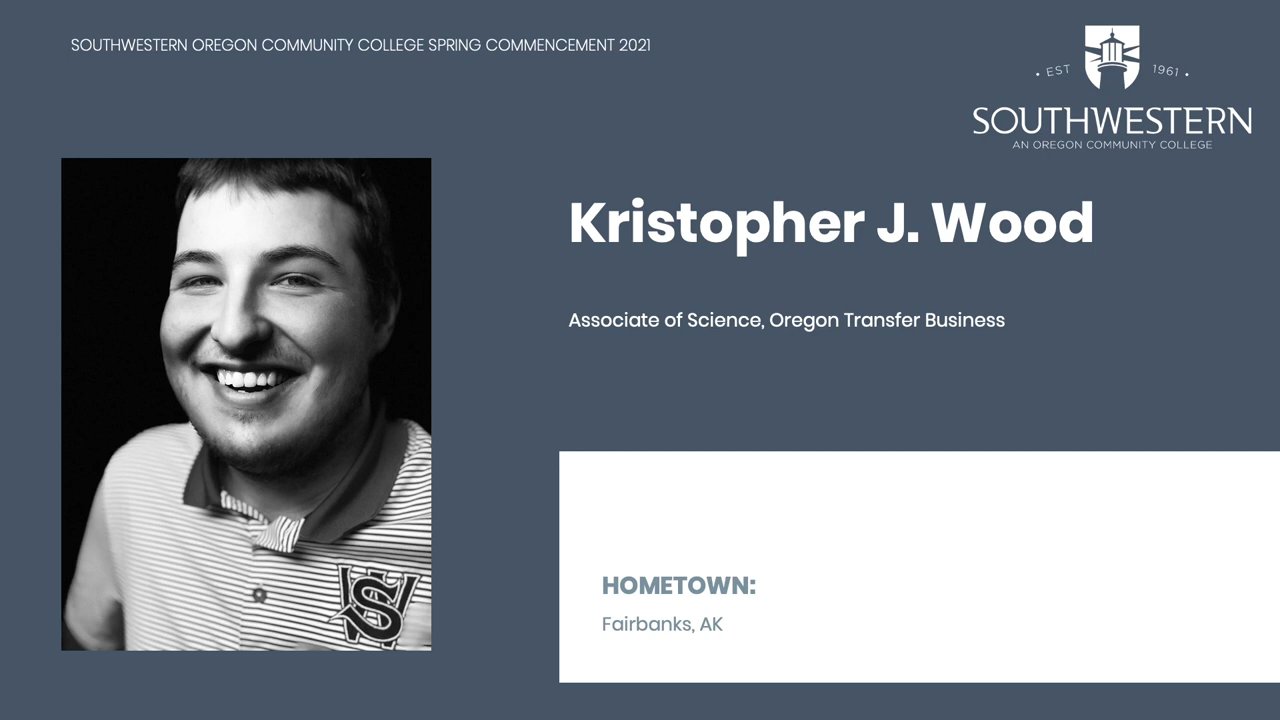 SOUTHWESTERN OREGON COMMUNITY COLLEGE SPRING COMMENCEMENT 2021
• EST 1961 •
SOUTHWESTERN
AN OREGON COMMUNITY COLLEGE
Kristopher J. Wood
Associate of Science, Oregon Transfer Business
SW
HOMETOWN:
Fairbanks, AK